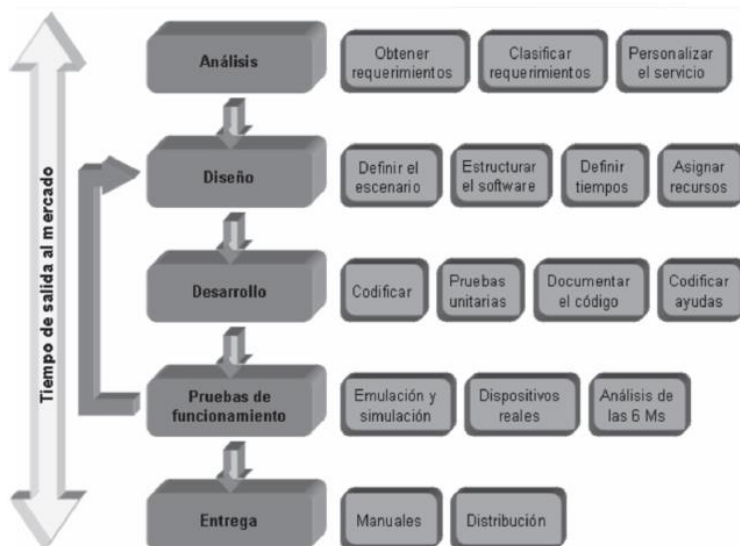 Tiempo de salida al mercado
Análisis
Obtener
requerimientos
Clasificar
requerimientos
Personalizar
el servicio
Diseño
Definir el
escenario
Estructurar
el software
Definir
tiempos
Asignar
recursos
Desarrollo
Codificar
Pruebas
unitarias
Documentar
el código
Codificar
ayudas
Pruebas de
funcionamiento
Emulación y
simulación
Dispositivos
reales
Análisis de
las 6 Ms
Entrega
Manuales
Distribución